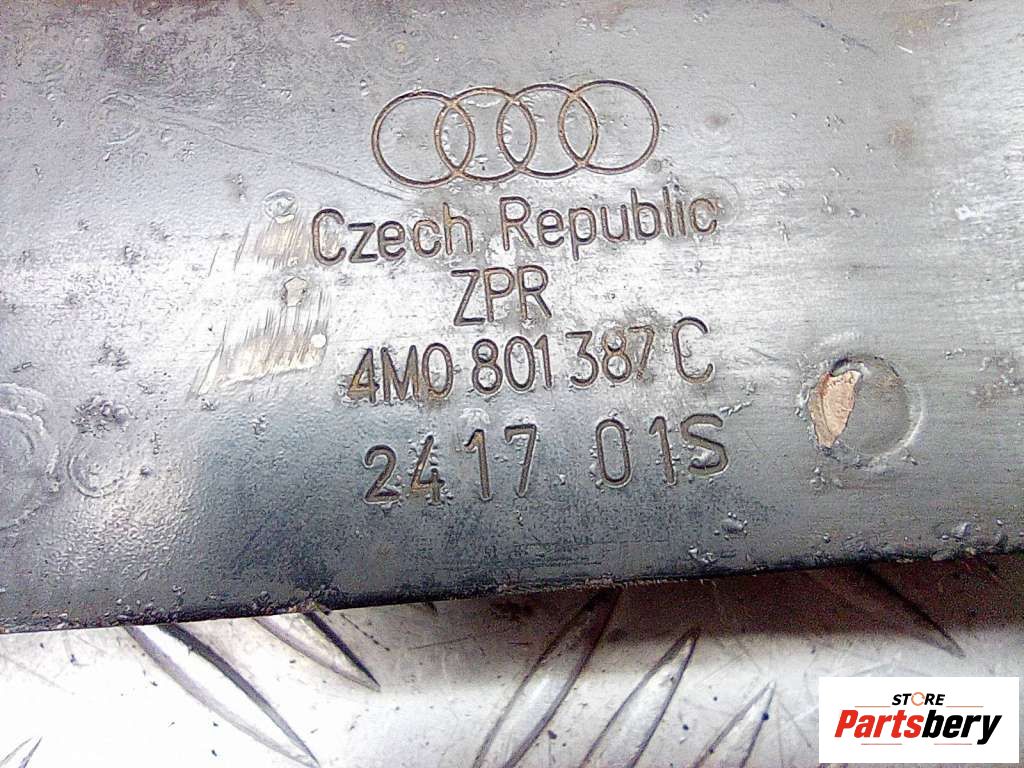 Czech Republic
ZPR
4M0 801 387 C
24 17 01S
STORE
Partsbery